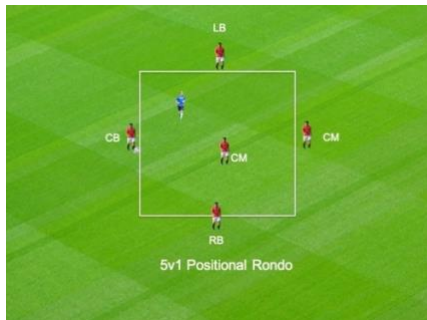 LB
CB
CM
CM
RB
5v1 Positional Rondo